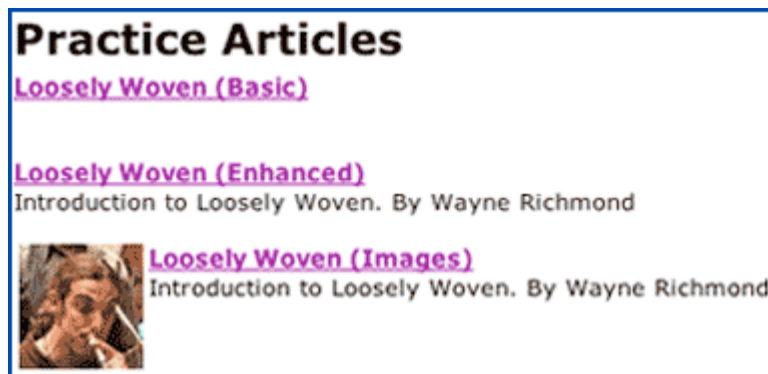 Practice Articles
Loosely Woven (Basic)
Loosely Woven (Enhanced)
Introduction to Loosely Woven. By Wayne Richmond
Loosely Woven (Images)
Introduction to Loosely Woven. By Wayne Richmond